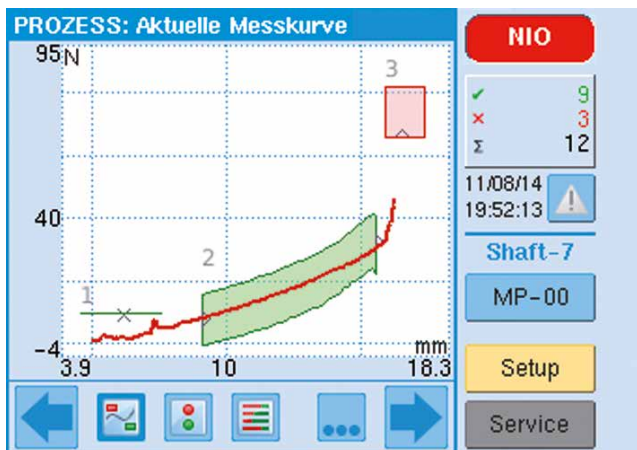 PROZESS: Aktuelle Messkurve
NIO
95 N
3
✔ 9
✕ 3
Σ 12
11/08/14
19:52:13
40
2
Shaft-7
1
MP-00
-4
mm
3.9 10 18.3
Setup
Service